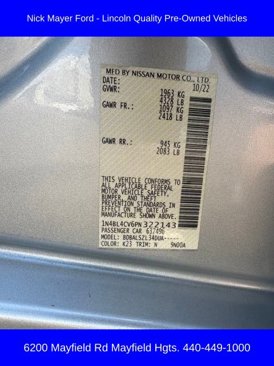 Nick Mayer Ford - Lincoln Quality Pre-Owned Vehicles
MFD BY NISSAN MOTOR CO., LTD.
DATE: 10/22
GVWR: 1963 KG
4328 LB
GAWR FR.: 1097 KG
2418 LB
GAWR RR.: 945 KG
2083 LB
THIS VEHICLE CONFORMS TO
ALL APPLICABLE FEDERAL
MOTOR VEHICLE SAFETY,
BUMPER, AND THEFT
PREVENTION STANDARDS IN
EFFECT ON THE DATE OF
MANUFACTURE SHOWN ABOVE.
1N4BL4CV6PN322143
PASSENGER CAR
COLOR: K23 TRIM: N
6200 Mayfield Rd Mayfield Hgts. 440-449-1000